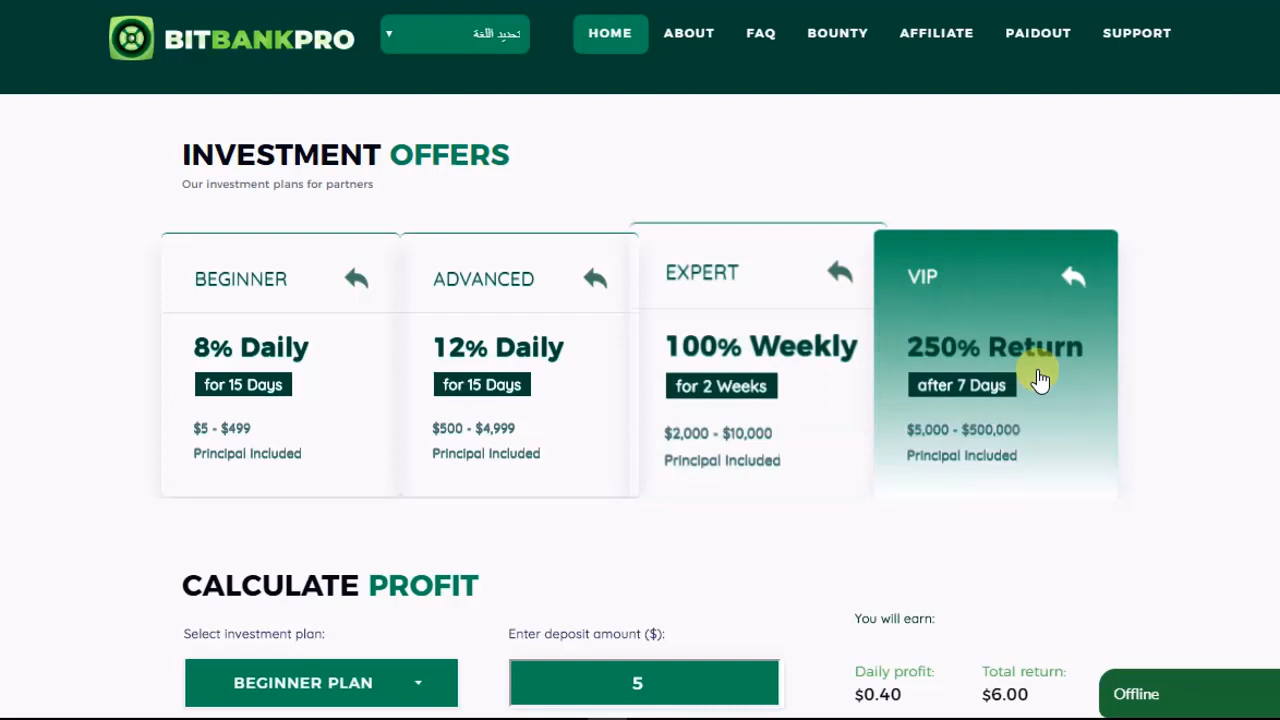 BITBANKPRO
تحديد اللغة
HOME ABOUT FAQ BOUNTY AFFILIATE PAIDOUT SUPPORT
INVESTMENT OFFERS
Our investment plans for partners
BEGINNER
8% Daily
for 15 Days
$5 - $499
Principal Included
ADVANCED
12% Daily
for 15 Days
$500 - $4,999
Principal Included
EXPERT
100% Weekly
for 2 Weeks
$2,000 - $10,000
Principal Included
VIP
250% Return
after 7 Days
$5,000 - $500,000
Principal Included
CALCULATE PROFIT
Select investment plan:
BEGINNER PLAN
Enter deposit amount ($):
5
You will earn:
Daily profit:
$0.40
Total return:
$6.00
Offline